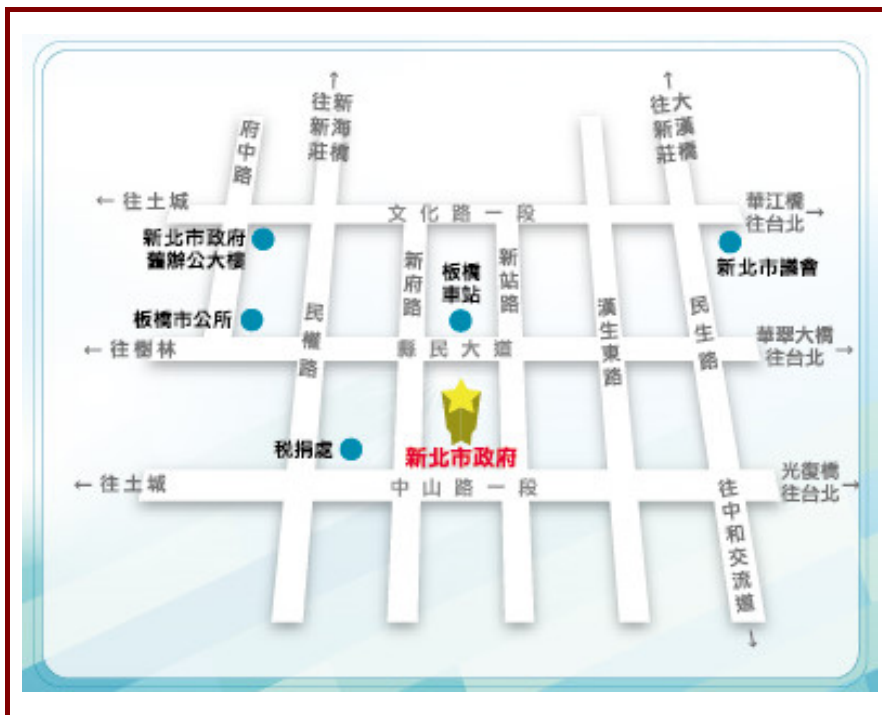 往新莊
新海橋
往新莊
大漢橋
府中路
← 往土城
文化路一段
華江橋
往台北 →
新北市政府
舊辦公大樓
新府路
板橋
車站
新站路
新北市議會
板橋市公所
民權路
漢生東路
民生路
← 往樹林
縣民大道
華翠大橋
往台北 →
稅捐處
新北市政府
← 往土城
中山路一段
光復橋
往台北 →
往中和交流道